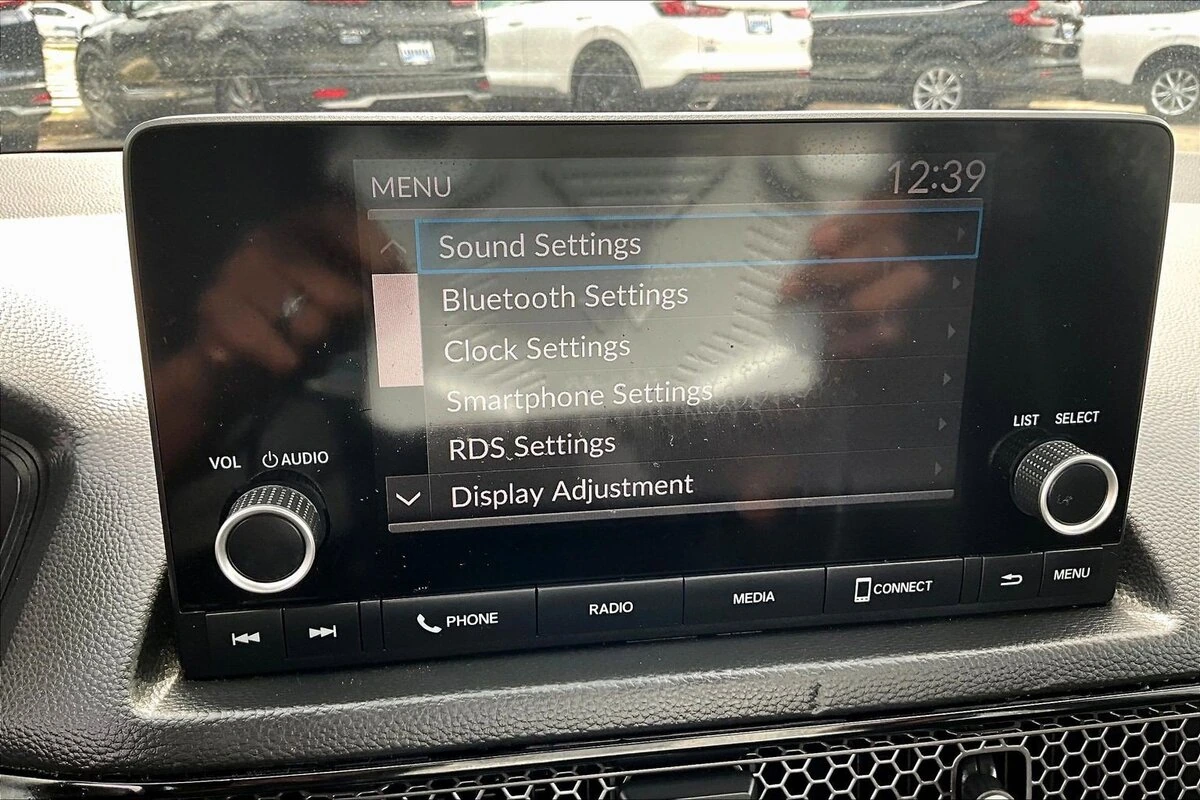 MENU
12:39
Sound Settings
Bluetooth Settings
Clock Settings
Smartphone Settings
RDS Settings
Display Adjustment
VOL
AUDIO
LIST
SELECT
PHONE
RADIO
MEDIA
CONNECT
MENU